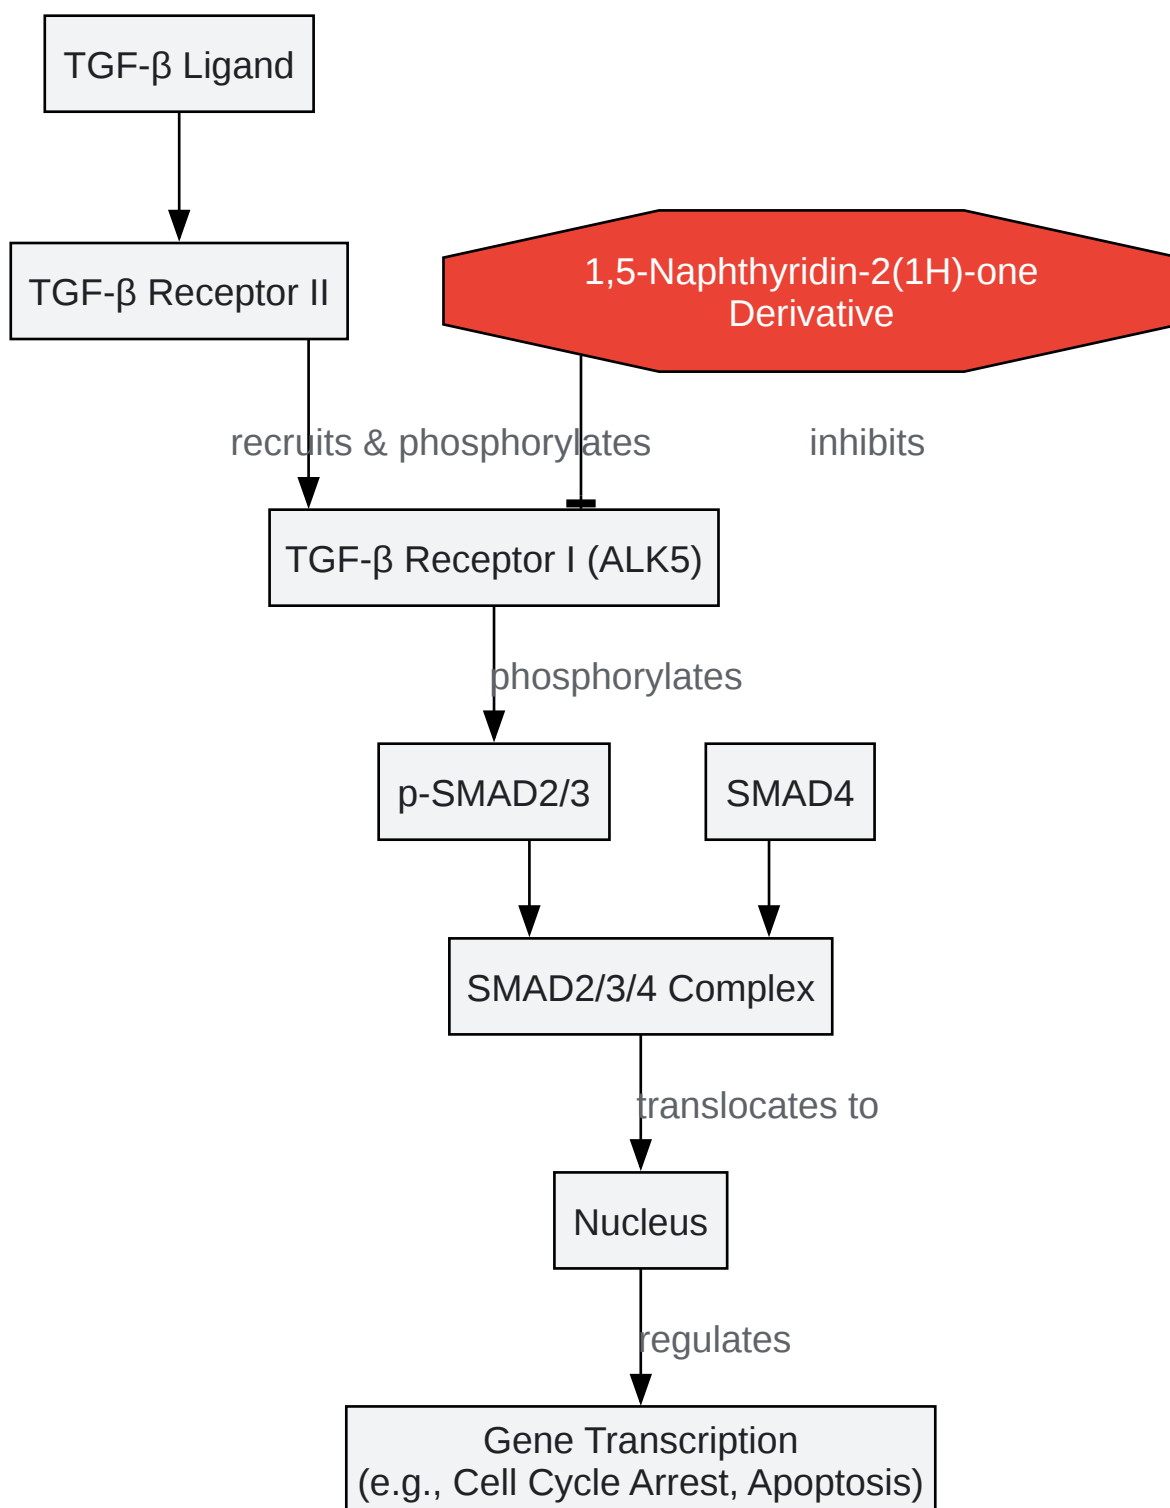 TGF-β Ligand
TGF-β Receptor II
1,5-Naphthyridin-2(1H)-one
Derivative
recruits & phosphorylates
inhibits
TGF-β Receptor I (ALK5)
phosphorylates
p-SMAD2/3
SMAD4
SMAD2/3/4 Complex
translocates to
Nucleus
regulates
Gene Transcription
(e.g., Cell Cycle Arrest, Apoptosis)